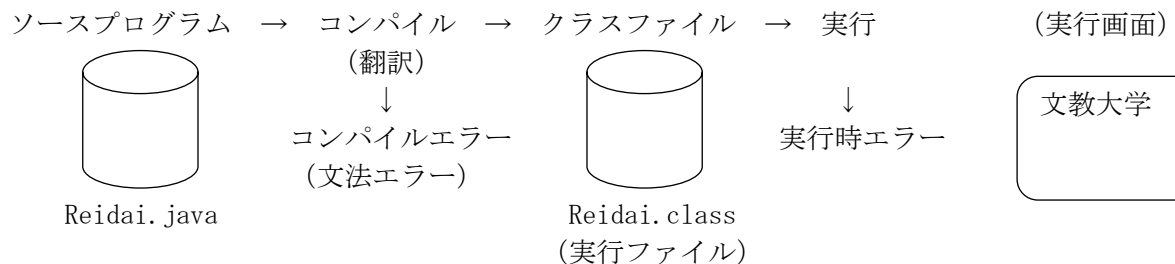 ソースプログラム → コンパイル → クラスファイル → 実行 (実行画面)
(翻訳)
↓ ↓
文教大学
コンパイルエラー 実行時エラー
(文法エラー)
Reidai.java Reidai.class
(実行ファイル)